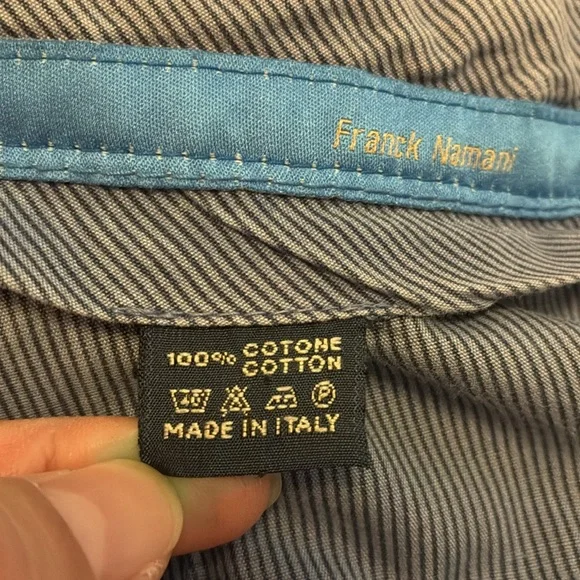 Franck Namani
100% COTONE
COTTON
40 P
MADE IN ITALY